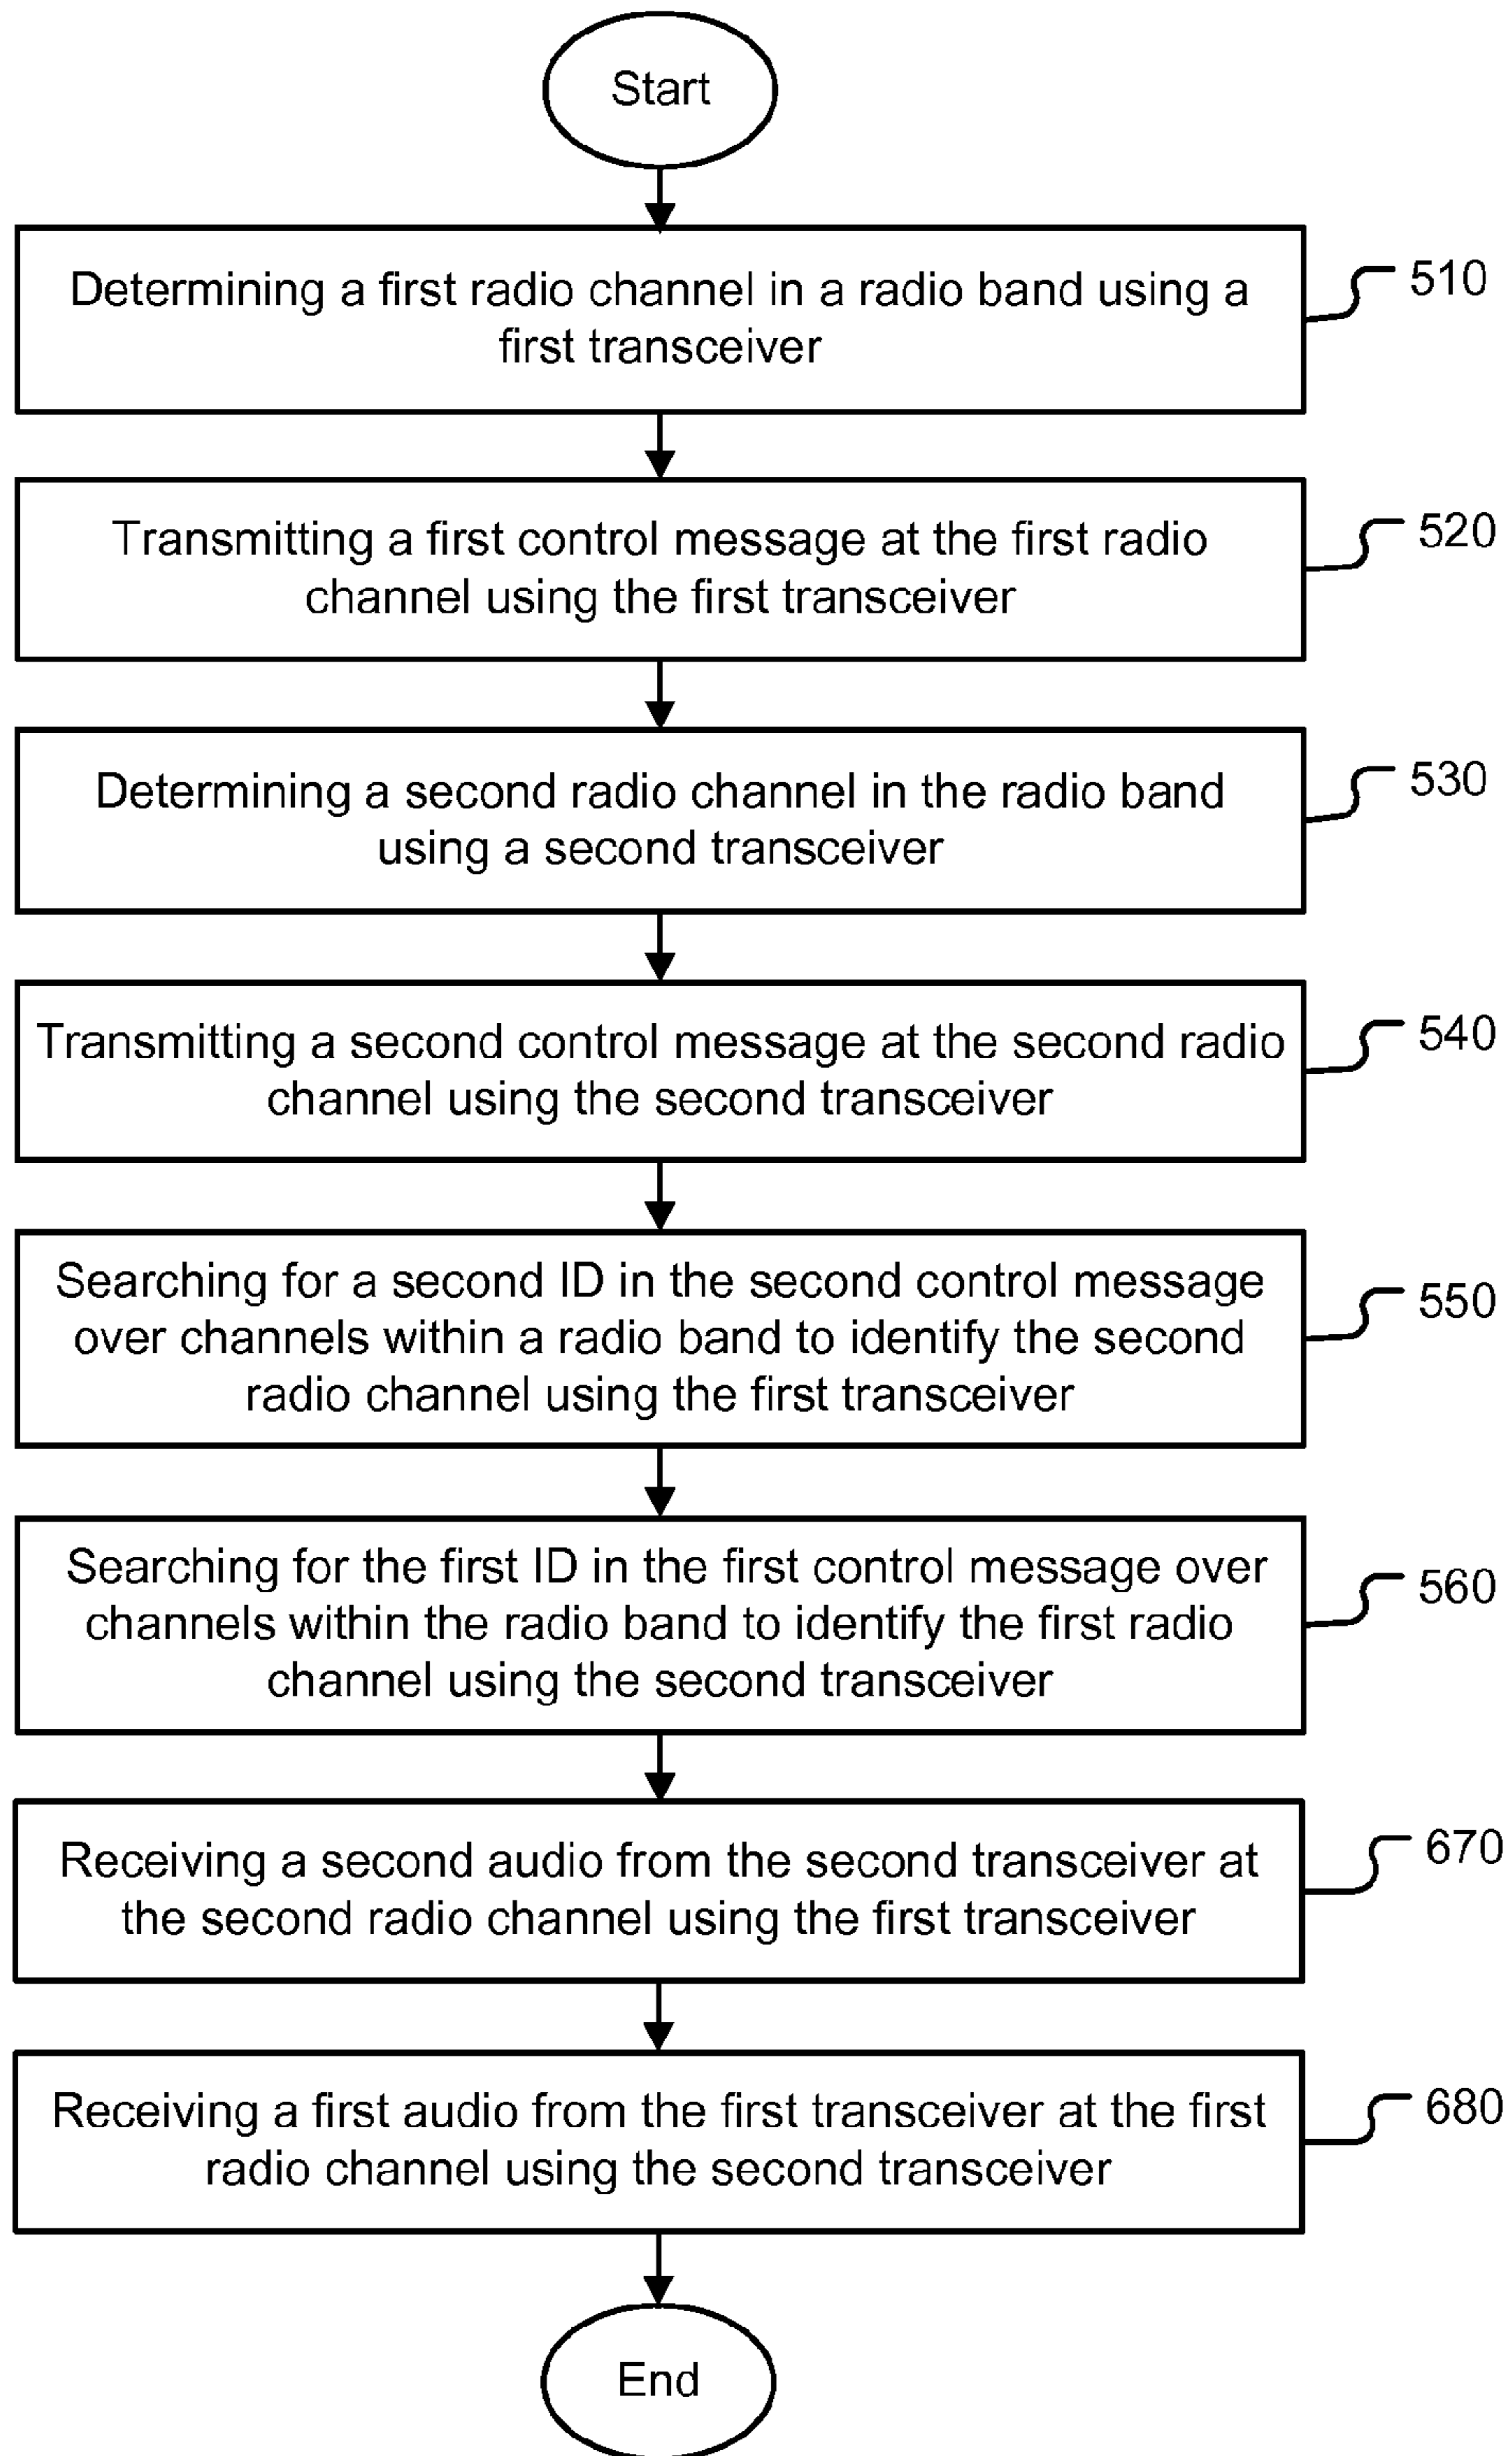 Start
Determining a first radio channel in a radio band using a
first transceiver
510
Transmitting a first control message at the first radio
channel using the first transceiver
520
Determining a second radio channel in the radio band
using a second transceiver
530
Transmitting a second control message at the second radio
channel using the second transceiver
540
Searching for a second ID in the second control message
over channels within a radio band to identify the second
radio channel using the first transceiver
550
Searching for the first ID in the first control message over
channels within the radio band to identify the first radio
channel using the second transceiver
560
Receiving a second audio from the second transceiver at
the second radio channel using the first transceiver
670
Receiving a first audio from the first transceiver at the first
radio channel using the second transceiver
680
End